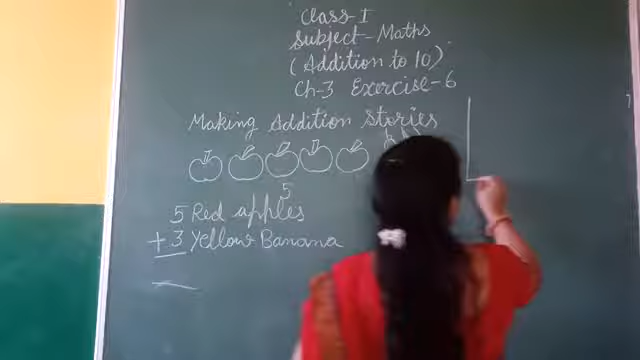 Class-I
Subject-Maths
(Addition to 10)
Ch-3 Exercise-6
Making Addition Stories
5
5 Red apples
+ 3 Yellow Banana